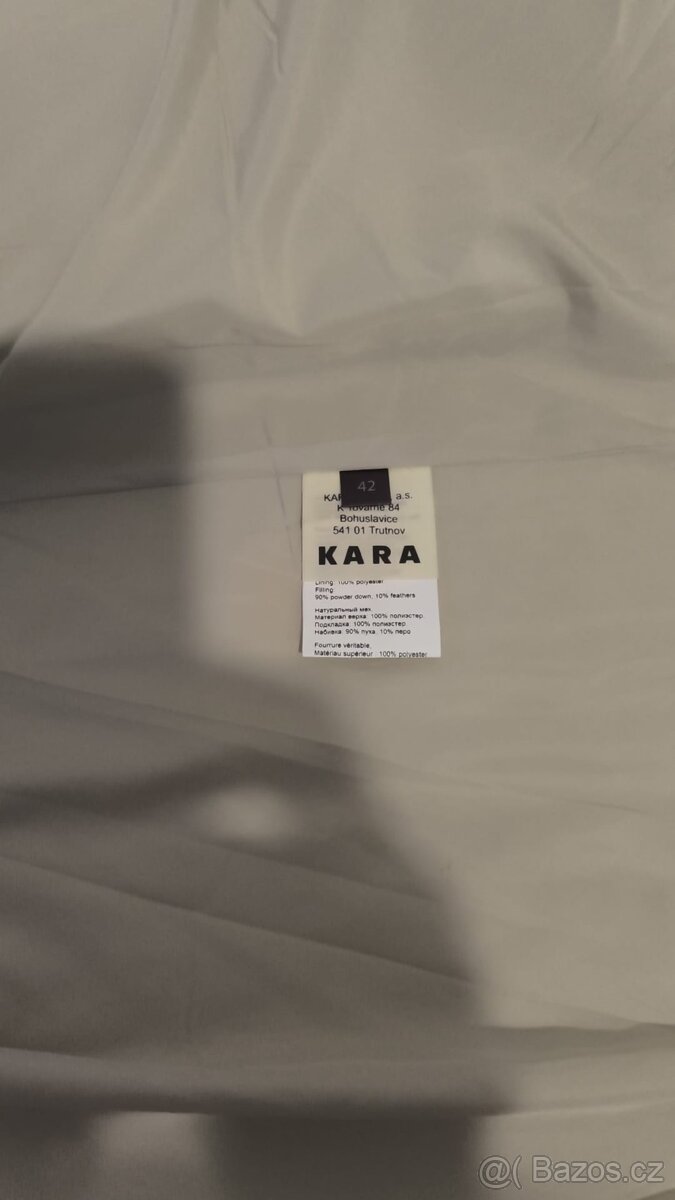 42
a.s.
84
Bohuslavice
541 01 Trutnov
KARA
Lining: 100% polyester
Filling:
90% powder down, 10% feathers
Натуральный мех.
Материал верха: 100% полиэстер.
Подкладка: 100% полиэстер.
Набивка: 90% пуха, 10% перо
Fourrure véritable,
Matériau supérieur : 100% polyester
@( Bazos.cz